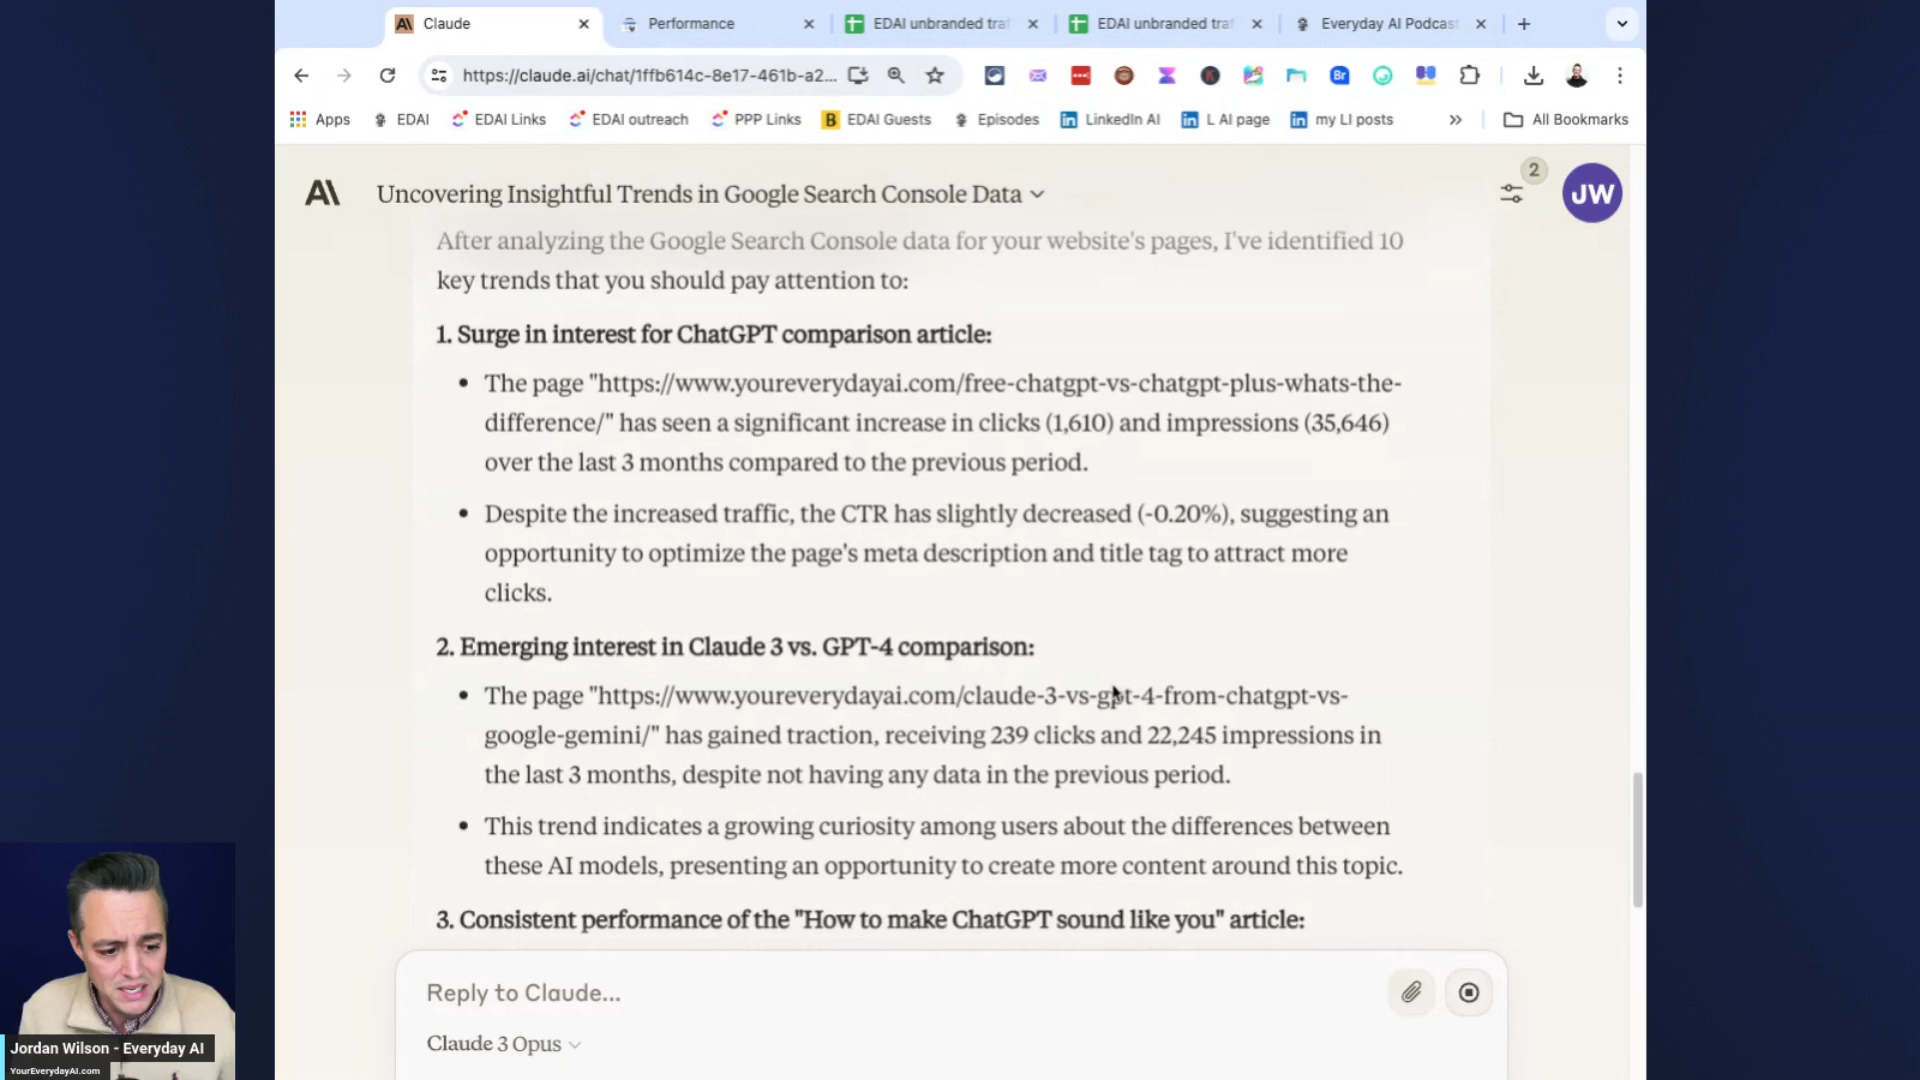 Claude
Performance
EDAI unbranded tra
EDAI unbranded tra
Everyday AI Podcas
https://claude.ai/chat/1ffb614c-8e17-461b-a2...
Br
Apps
EDAI
EDAI Links
EDAI outreach
PPP Links
B
EDAI Guests
Episodes
in
LinkedIn AI
in
L AI page
in
my LI posts
All Bookmarks
Uncovering Insightful Trends in Google Search Console Data
2
JW
After analyzing the Google Search Console data for your website's pages, I've identified 10
key trends that you should pay attention to:
1. Surge in interest for ChatGPT comparison article:
The page "https://www.youreverydayai.com/free-chatgpt-vs-chatgpt-plus-whats-the-
difference/" has seen a significant increase in clicks (1,610) and impressions (35,646)
over the last 3 months compared to the previous period.
Despite the increased traffic, the CTR has slightly decreased (-0.20%), suggesting an
opportunity to optimize the page's meta description and title tag to attract more
clicks.
2. Emerging interest in Claude 3 vs. GPT-4 comparison:
The page "https://www.youreverydayai.com/claude-3-vs-gpt-4-from-chatgpt-vs-
google-gemini/" has gained traction, receiving 239 clicks and 22,245 impressions in
the last 3 months, despite not having any data in the previous period.
This trend indicates a growing curiosity among users about the differences between
these AI models, presenting an opportunity to create more content around this topic.
3. Consistent performance of the "How to make ChatGPT sound like you" article:
Reply to Claude...
Claude 3 Opus
Jordan Wilson - Everyday AI
YourEverydayAI.com